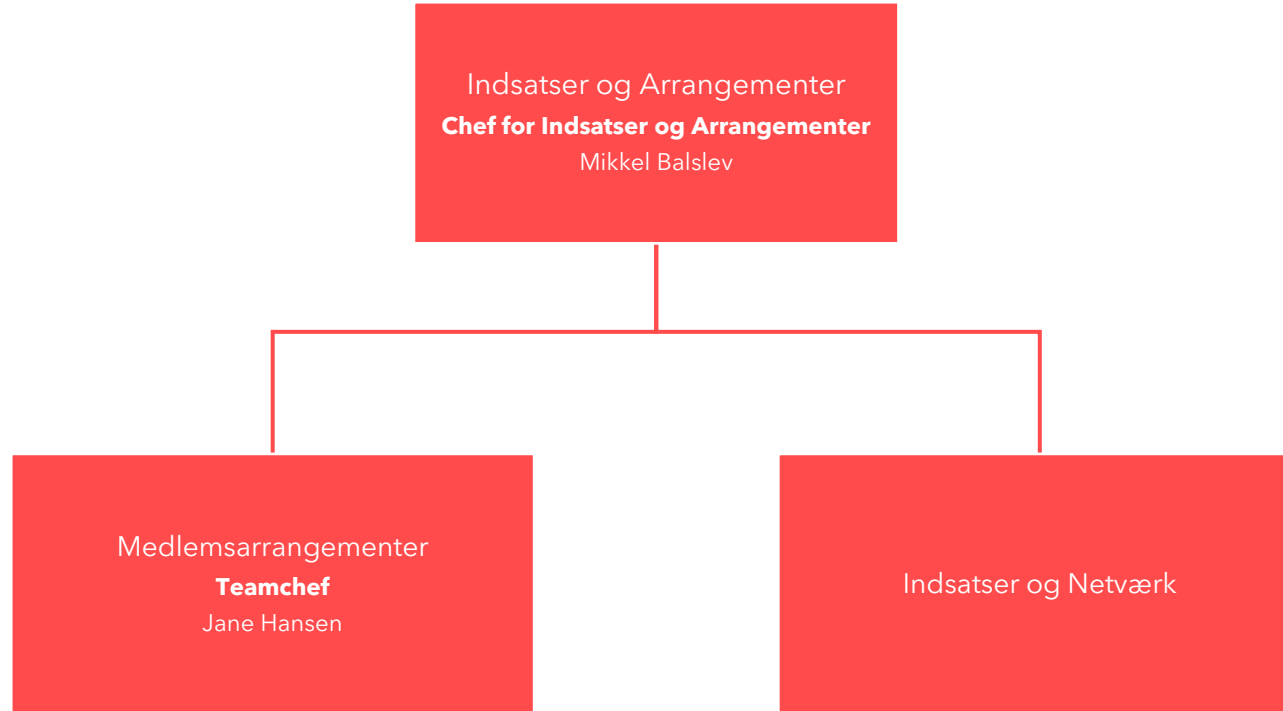 Indsatser og Arrangementer
Chef for Indsatser og Arrangementer
Mikkel Balslev
Medlemsarrangementer
Teamchef
Jane Hansen
Indsatser og Netværk